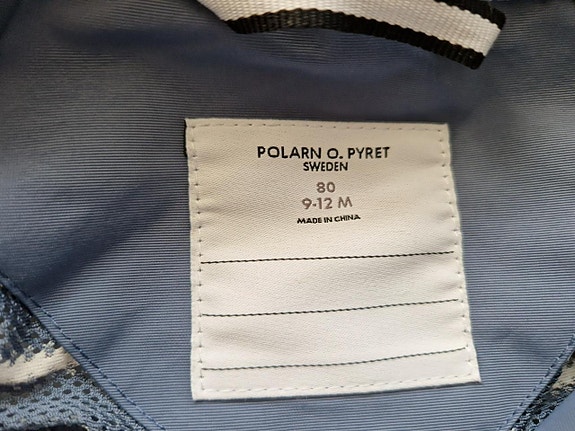 POLARN O. PYRET
SWEDEN
80
9-12 M
MADE IN CHINA